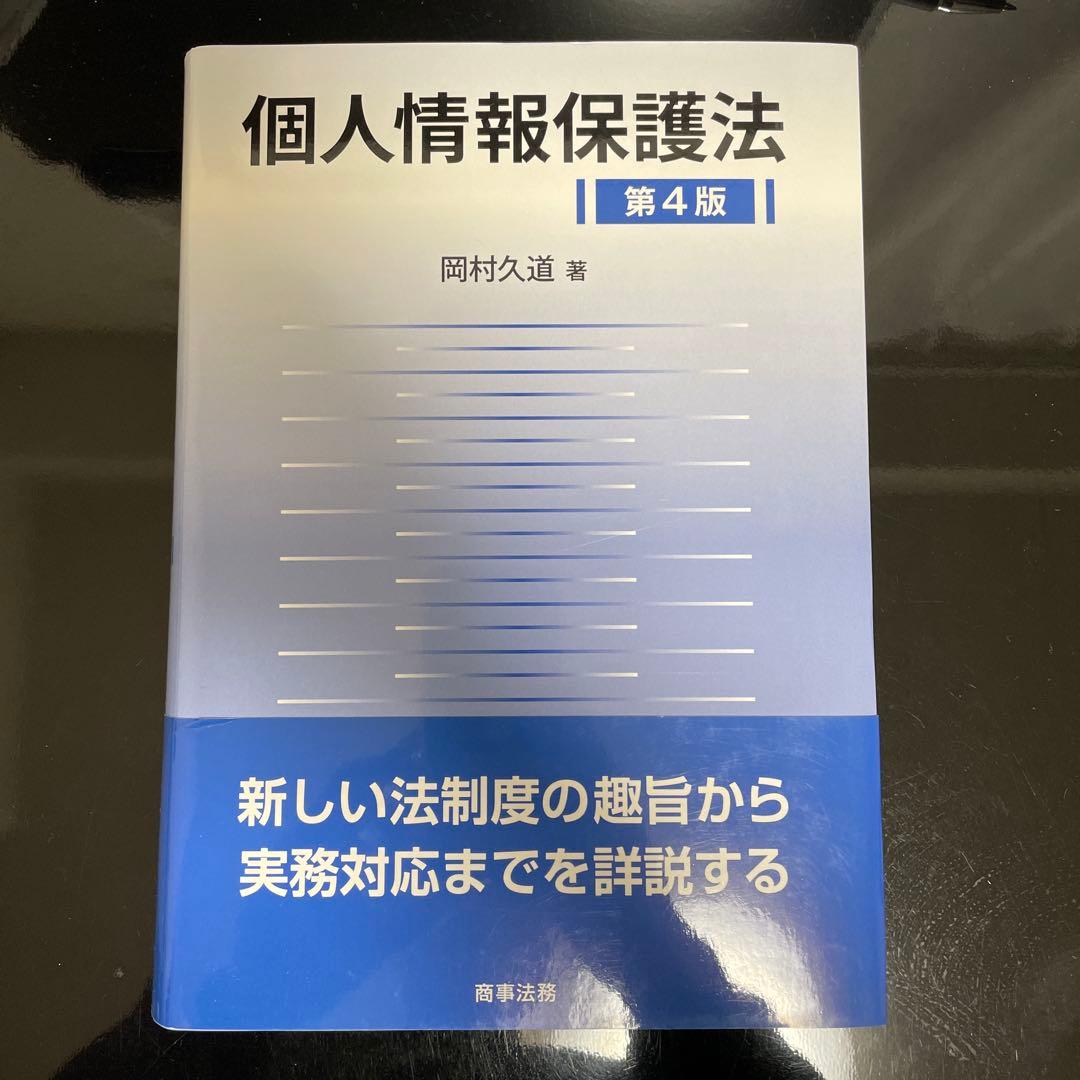 個人情報保護法
第4版
岡村久道 著
新しい法制度の趣旨から
実務対応までを詳説する
商事法務